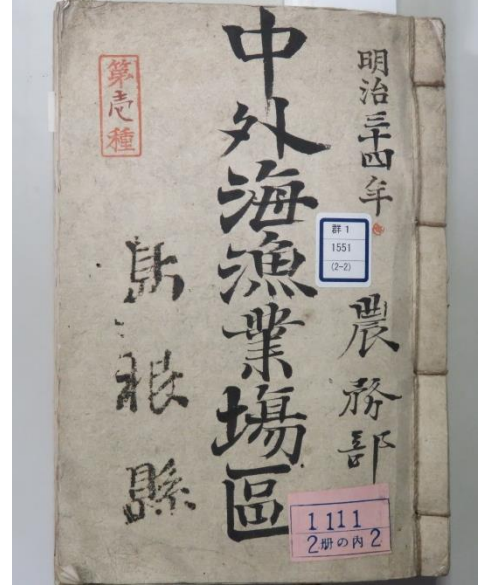 明治三十四年
農務部
中外海漁業場區
第壱種
島根縣
群1
1551
(2-2)
1111
2冊の内2